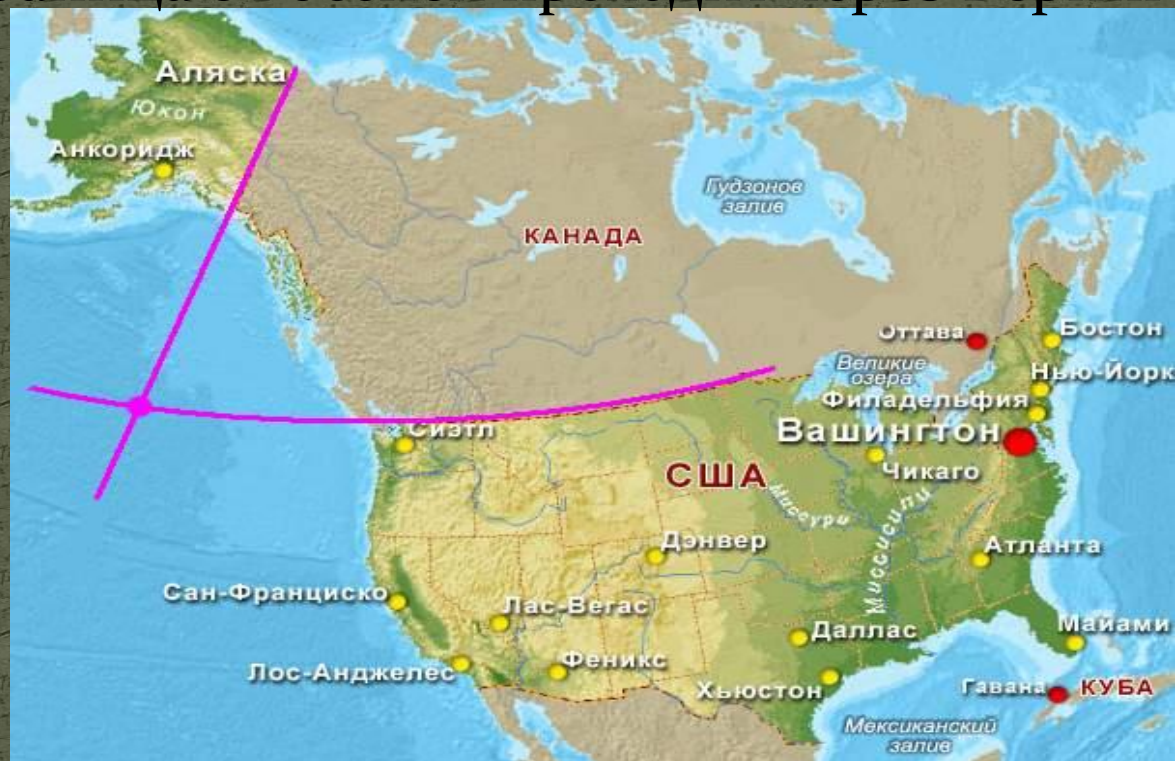 Аляска
Юкон
Анкоридж
Гудзонов
залив
КАНАДА
Оттава
Бостон
Великие
озера
Нью-Йорк
Филадельфия
Вашингтон
Сиэтл
Чикаго
США
Миссури
Миссисипи
Дэнвер
Атланта
Сан-Франциско
Лас-Вегас
Даллас
Майами
Лос-Анджелес
Феникс
Хьюстон
Гавана
КУБА
Мексиканский
залив